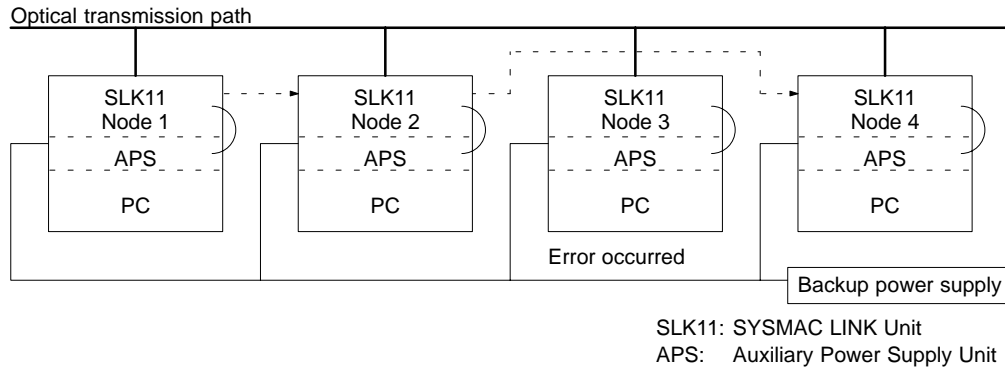 Optical transmission path
SLK11
Node 1
APS
PC
SLK11
Node 2
APS
PC
SLK11
Node 3
APS
PC
SLK11
Node 4
APS
PC
Error occurred
Backup power supply
SLK11: SYSMAC LINK Unit
APS: Auxiliary Power Supply Unit